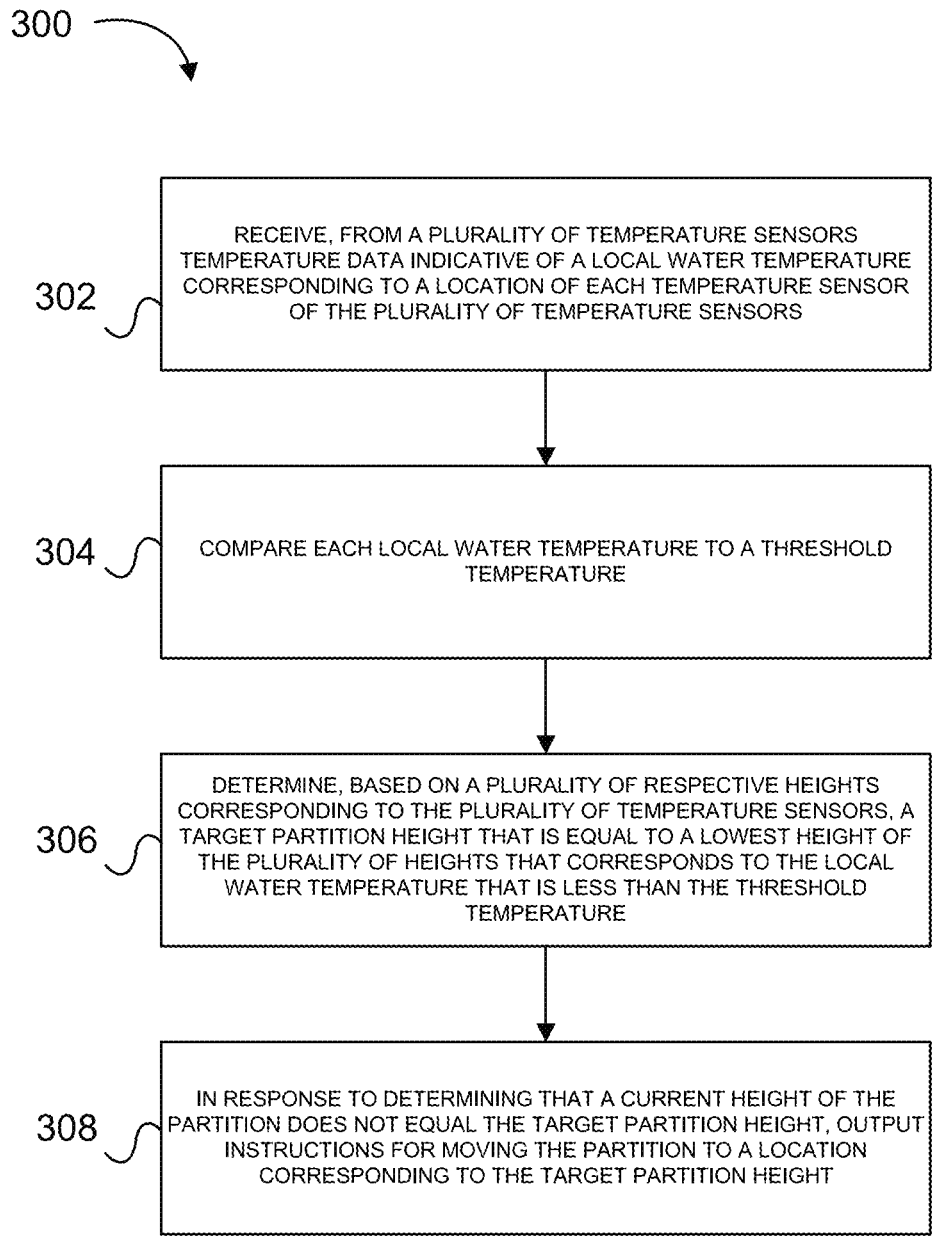 300
302
RECEIVE, FROM A PLURALITY OF TEMPERATURE SENSORS
TEMPERATURE DATA INDICATIVE OF A LOCAL WATER TEMPERATURE
CORRESPONDING TO A LOCATION OF EACH TEMPERATURE SENSOR
OF THE PLURALITY OF TEMPERATURE SENSORS
304
COMPARE EACH LOCAL WATER TEMPERATURE TO A THRESHOLD
TEMPERATURE
306
DETERMINE, BASED ON A PLURALITY OF RESPECTIVE HEIGHTS
CORRESPONDING TO THE PLURALITY OF TEMPERATURE SENSORS, A
TARGET PARTITION HEIGHT THAT IS EQUAL TO A LOWEST HEIGHT OF
THE PLURALITY OF HEIGHTS THAT CORRESPONDS TO THE LOCAL
WATER TEMPERATURE THAT IS LESS THAN THE THRESHOLD
TEMPERATURE
308
IN RESPONSE TO DETERMINING THAT A CURRENT HEIGHT OF THE
PARTITION DOES NOT EQUAL THE TARGET PARTITION HEIGHT, OUTPUT
INSTRUCTIONS FOR MOVING THE PARTITION TO A LOCATION
CORRESPONDING TO THE TARGET PARTITION HEIGHT